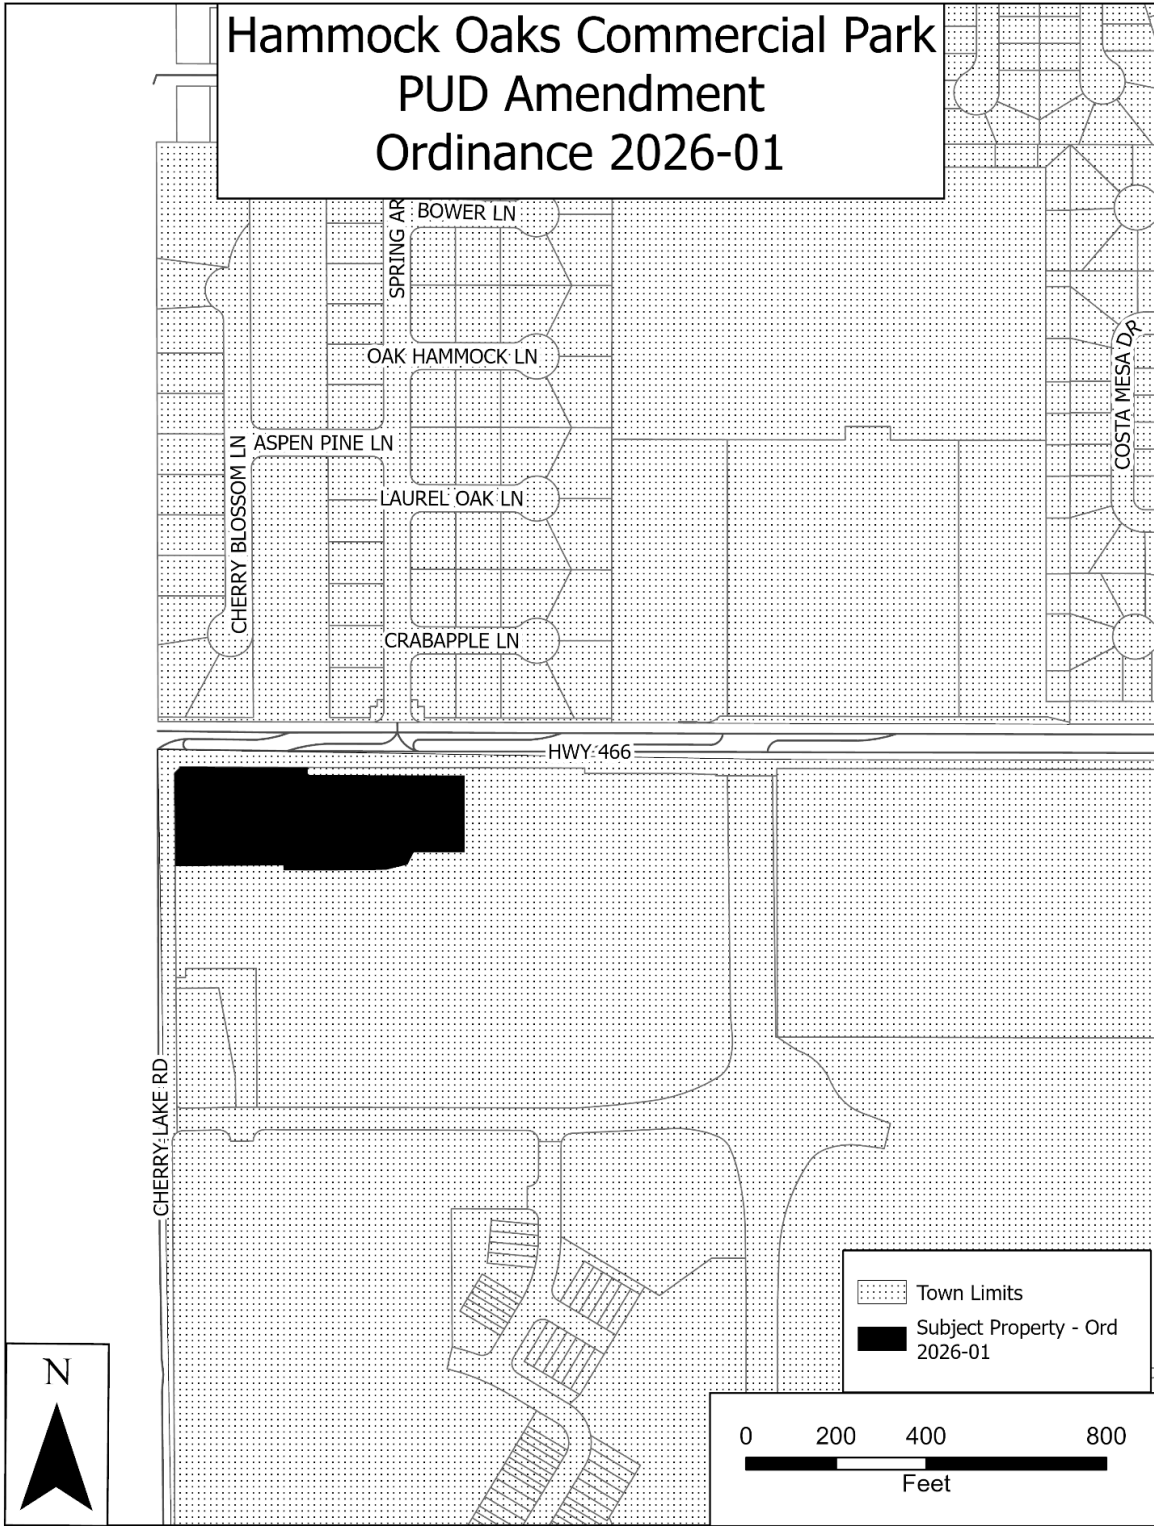 Hammock Oaks Commercial Park
PUD Amendment
Ordinance 2026-01
SPRING AR
BOWER LN
OAK HAMMOCK LN
COSTA MESA DR
ASPEN PINE LN
CHERRY BLOSSOM LN
LAUREL OAK LN
CRABAPPLE LN
HWY 466
CHERRY LAKE RD
Town Limits
Subject Property - Ord
2026-01
N
0 200 400 800
Feet